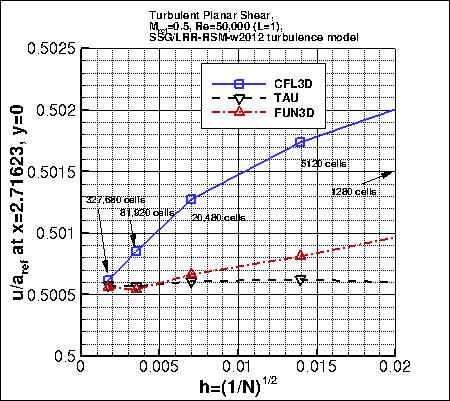 Turbulent Planar Shear,
M_ref=0.5, Re=50,000 (L=1),
SSG/LRR-RSM-w2012 turbulence model
0.5025
0.502
0.5015
0.501
0.5005
0.5
u/a_ref at x=2.71623, y=0
CFL3D
TAU
FUN3D
5120 cells
1280 cells
327,680 cells
81,920 cells
20,480 cells
0
0.005
0.01
0.015
0.02
h=(1/N)^1/2